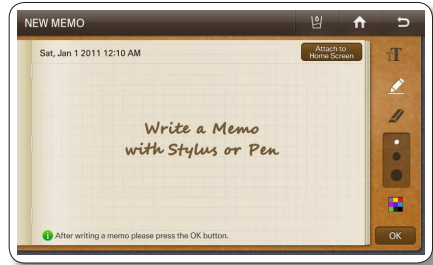 NEW MEMO
Sat, Jan 1 2011 12:10 AM
Attach to
Home Screen
T
Write a Memo
with Stylus or Pen
After writing a memo please press the OK button.
OK